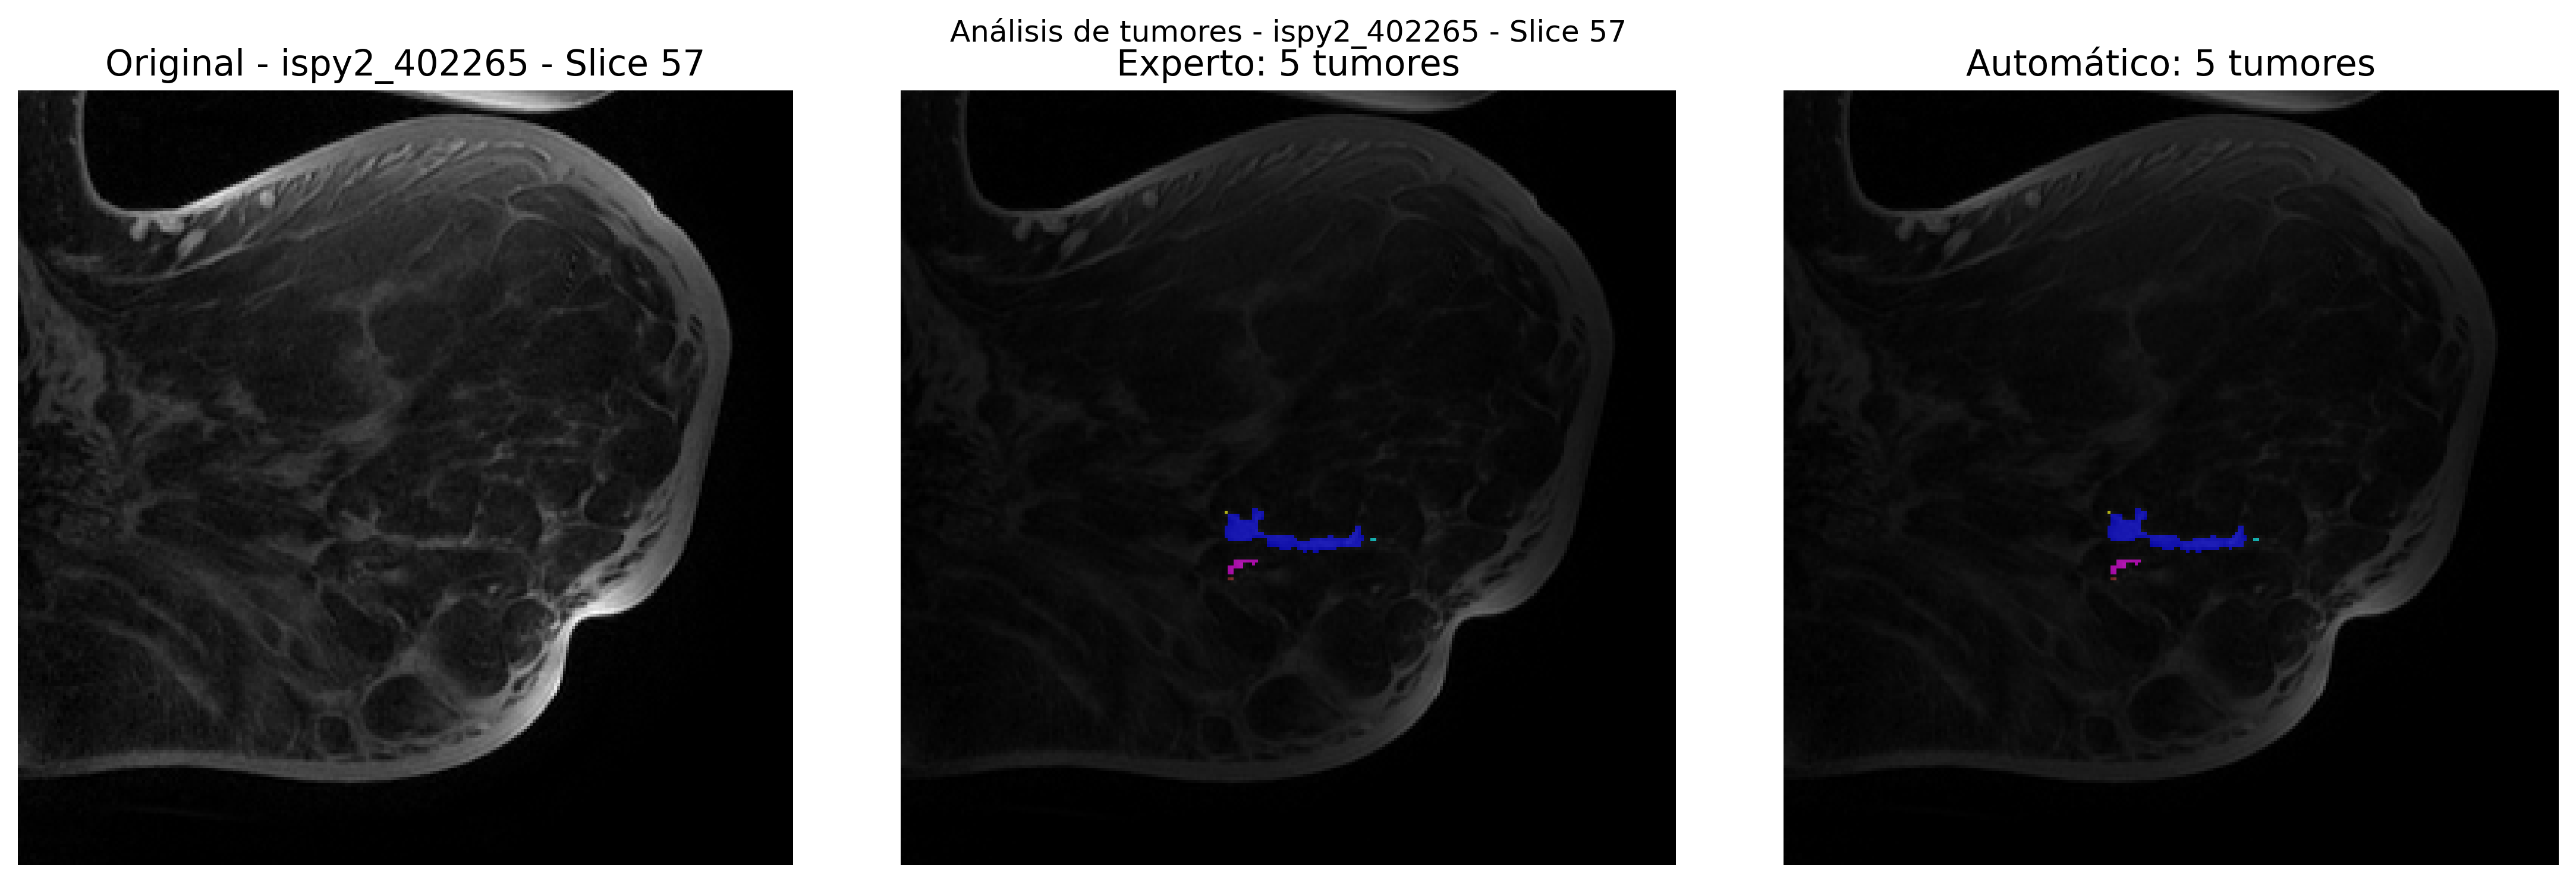 Análisis de tumores - ispy2_402265 - Slice 57
Original - ispy2_402265 - Slice 57
Experto: 5 tumores
Automático: 5 tumores